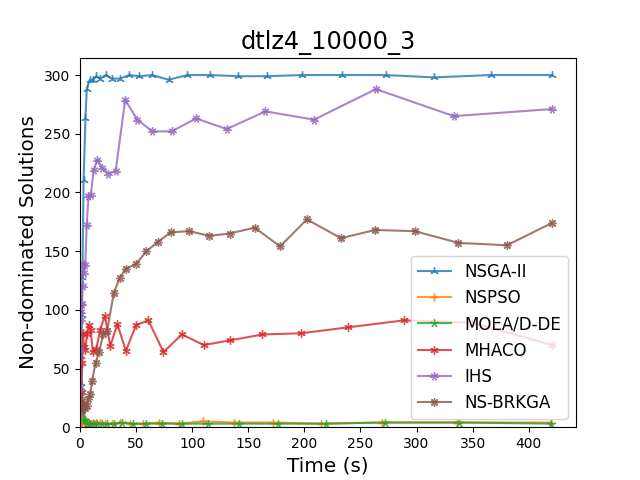 dtlz4_10000_3
Non-dominated Solutions
300
250
200
150
100
50
0
NSGA-II
NSPSO
MOEA/D-DE
MHACO
IHS
NS-BRKGA
0 50 100 150 200 250 300 350 400
Time (s)